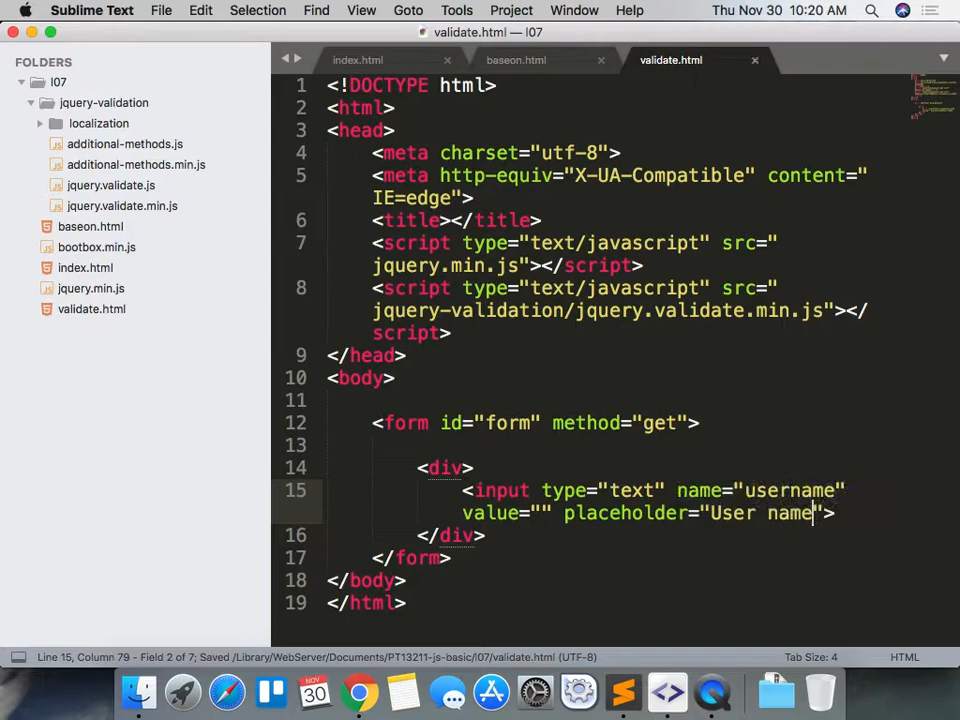 Sublime Text File Edit Selection Find View Goto Tools Project Window Help Thu Nov 30 10:20 AM
validate.html — l07
FOLDERS
l07
jquery-validation
localization
additional-methods.js
additional-methods.min.js
jquery.validate.js
jquery.validate.min.js
baseon.html
bootbox.min.js
index.html
jquery.min.js
validate.html
index.html baseon.html validate.html
1 <!DOCTYPE html>
2 <html>
3 <head>
4 <meta charset="utf-8">
5 <meta http-equiv="X-UA-Compatible" content="
IE=edge">
6 <title></title>
7 <script type="text/javascript" src="
jquery.min.js"></script>
8 <script type="text/javascript" src="
jquery-validation/jquery.validate.min.js"></
script>
9 </head>
10 <body>
11
12 <form id="form" method="get">
13
14 <div>
15 <input type="text" name="username"
value="" placeholder="User name">
16 </div>
17 </form>
18 </body>
19 </html>
Line 15, Column 79 - Field 2 of 7; Saved /Library/WebServer/Documents/PT13211-js-basic/l07/validate.html (UTF-8) Tab Size: 4 HTML
NOV
30